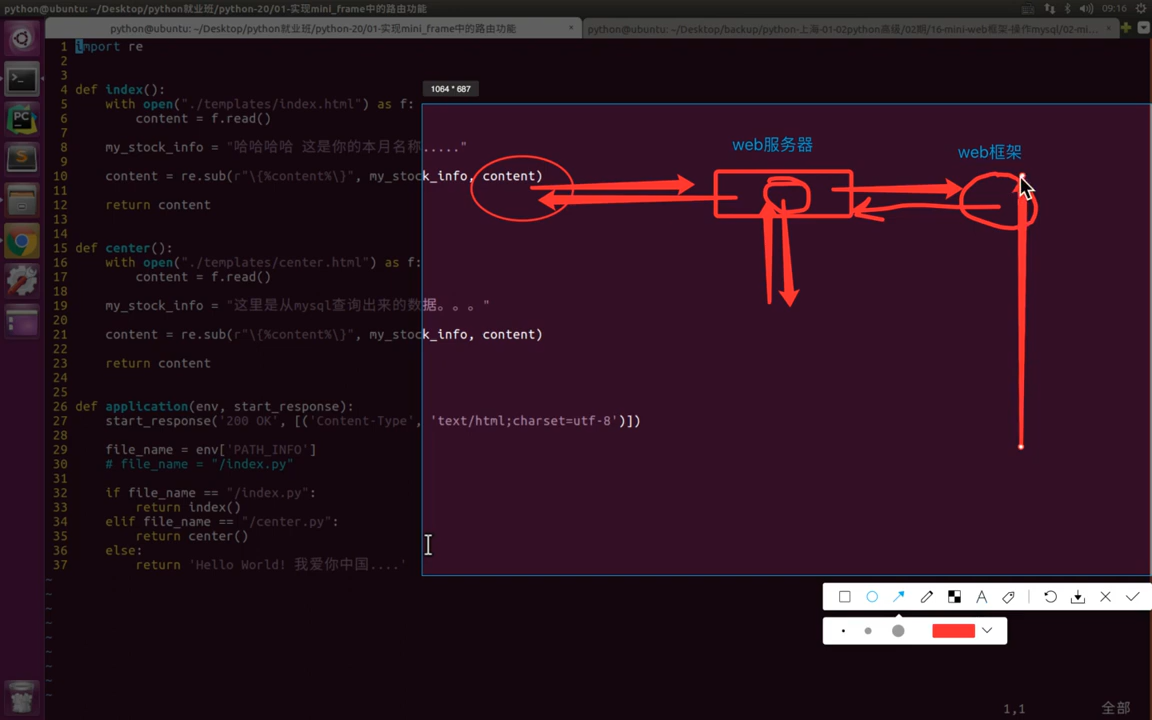 python@ubuntu: ~/Desktop/python就业班/python-20/01-实现mini_frame中的路由功能
09:16
python@ubuntu: ~/Desktop/python就业班/python-20/01-实现mini_frame中的路由功能 ×
python@ubuntu: ~/Desktop/backup/python-上海-01-02python高级/02期/16-mini-web框架-操作mysql/02-mi... ×
1 import re
2
3
4 def index():
5 with open("./templates/index.html") as f:
6 content = f.read()
7
8 my_stock_info = "哈哈哈哈 这是你的本月名称....."
9
10 content = re.sub(r"\{%content%\}", my_stock_info, content)
11
12 return content
13
14
15 def center():
16 with open("./templates/center.html") as f:
17 content = f.read()
18
19 my_stock_info = "这里是从mysql查询出来的数据。。。"
20
21 content = re.sub(r"\{%content%\}", my_stock_info, content)
22
23 return content
24
25
26 def application(env, start_response):
27 start_response('200 OK', [('Content-Type', 'text/html;charset=utf-8')])
28
29 file_name = env['PATH_INFO']
30 # file_name = "/index.py"
31
32 if file_name == "/index.py":
33 return index()
34 elif file_name == "/center.py":
35 return center()
36 else:
37 return 'Hello World! 我爱你中国....'
1064 * 687
web服务器
web框架
PC
S
A
1,1 全部